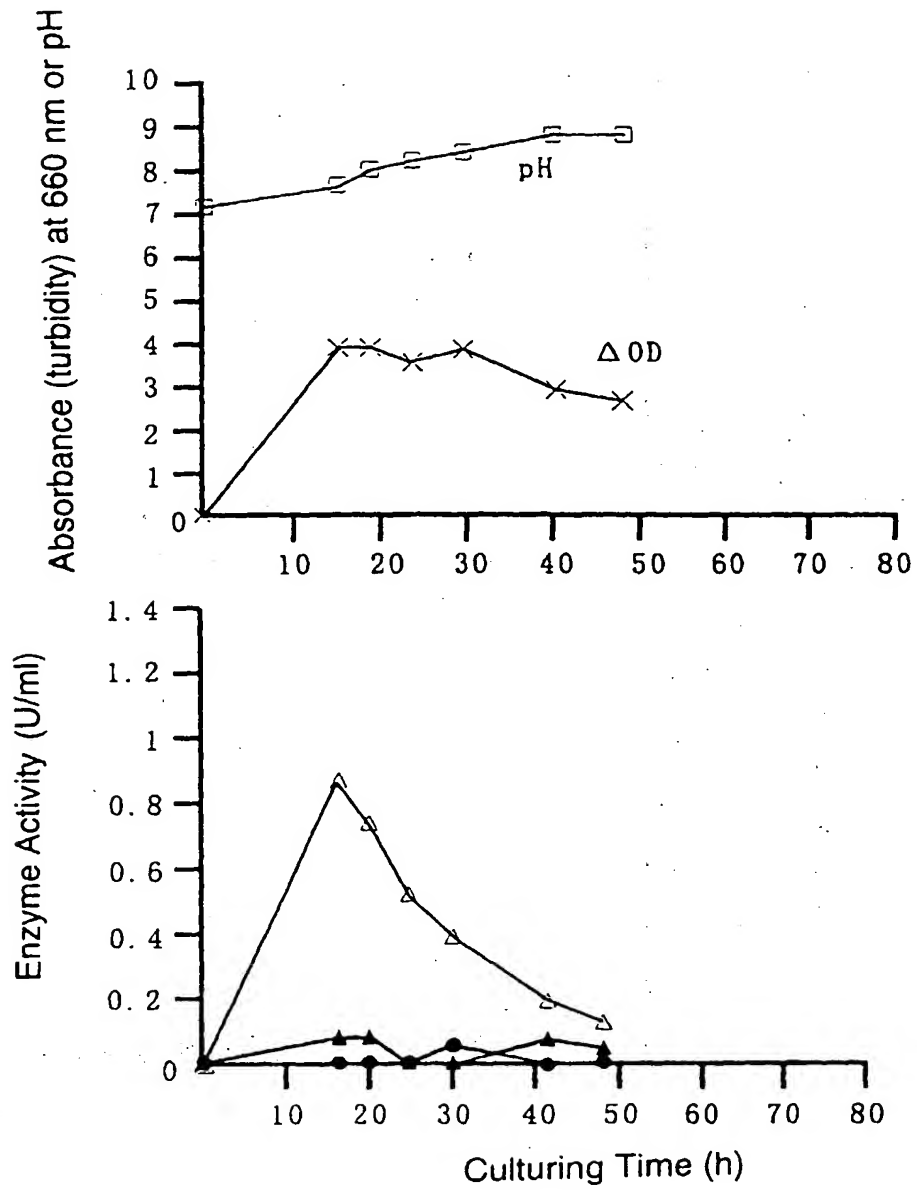 Absorbance (turbidity) at 660 nm or pH
10
9
8
7
6
5
4
3
2
1
0
pH
Δ OD
10 20 30 40 50 60 70 80
Enzyme Activity (U/ml)
1.4
1.2
1
0.8
0.6
0.4
0.2
0
10 20 30 40 50 60 70 80
Culturing Time (h)